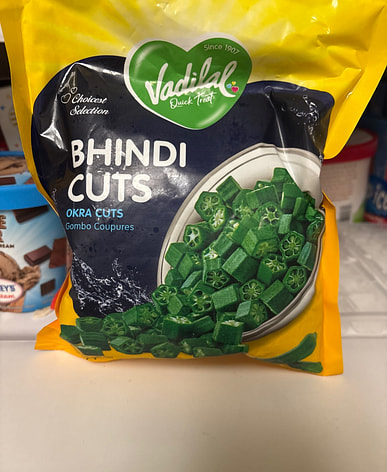 Since 1907
Vadilal
Quick Treat
Choicest
Selection
BHINDI
CUTS
OKRA CUTS
Gombo Coupures